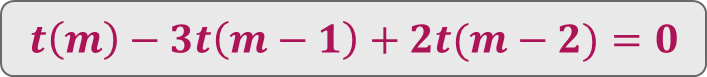 t(m) − 3t(m − 1) + 2t(m − 2) = 0